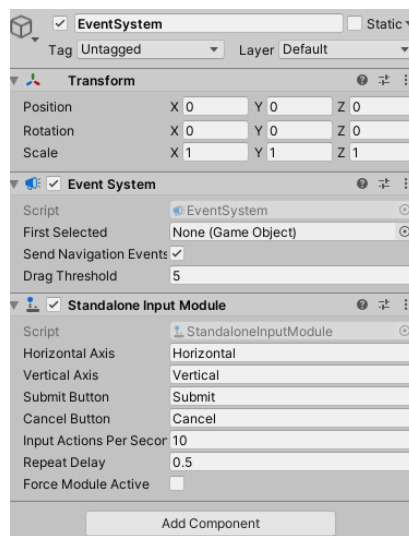 EventSystem Static
Tag Untagged Layer Default
Transform
Position X 0 Y 0 Z 0
Rotation X 0 Y 0 Z 0
Scale X 1 Y 1 Z 1
Event System
Script EventSystem
First Selected None (Game Object)
Send Navigation Events
Drag Threshold 5
Standalone Input Module
Script StandaloneInputModule
Horizontal Axis Horizontal
Vertical Axis Vertical
Submit Button Submit
Cancel Button Cancel
Input Actions Per Secon 10
Repeat Delay 0.5
Force Module Active
Add Component